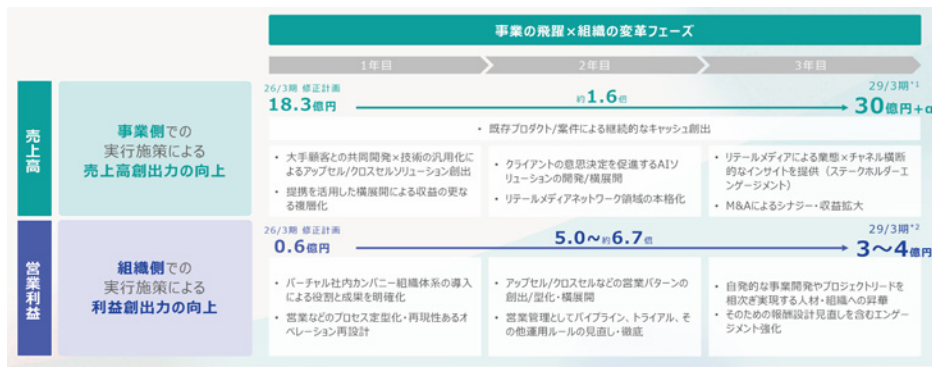 事業の飛躍×組織の変革フェーズ
1年目
2年目
3年目
売上高
事業側での
実行施策による
売上高創出力の向上
26/3期 修正計画
18.3億円
約1.6倍
29/3期*1
30億円+α
• 既存プロダクト/案件による継続的なキャッシュ創出
• 大手顧客との共同開発×技術の汎用化に
よるアップセル/クロスセルソリューション創出
• 提携を活用した横展開による収益の更な
る複層化
• クライアントの意思決定を促進するAIソ
リューションの開発/横展開
• リテールメディアネットワーク領域の本格化
• リテールメディアによる業態×チャネル横断
的なインサイトを提供（ステークホルダーエ
ンゲージメント）
• M&Aによるシナジー・収益拡大
営業利益
組織側での
実行施策による
利益創出力の向上
26/3期 修正計画
0.6億円
5.0〜約6.7倍
29/3期*2
3〜4億円
• バーチャル社内カンパニー組織体系の導入
による役割と成果を明確化
• 営業などのプロセス定型化・再現性あるオ
ペレーション再設計
• アップセル/クロスセルなどの営業パターンの
創出/型化・横展開
• 営業管理としてパイプライン、トライアル、そ
の他運用ルールの見直し・徹底
• 自発的な事業開発やプロジェクトリードを
相次ぎ実現する人材・組織への昇華
• そのための報酬設計見直しを含むエンゲー
ジメント強化